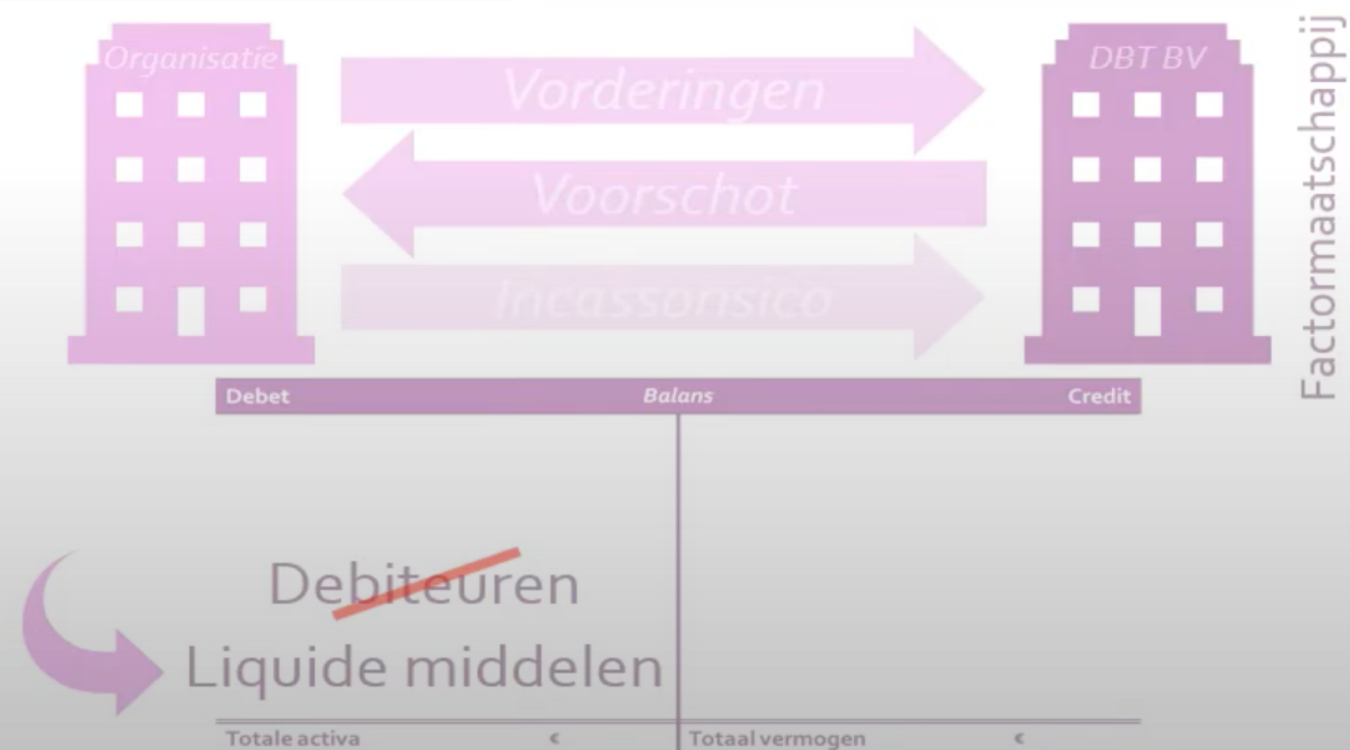 Organisatie
Vorderingen
DBT BV
Voorschot
Incassorisico
Factormaatschappij
Debet Balans Credit
Debiteuren
Liquide middelen
Totale activa € Totaal vermogen €